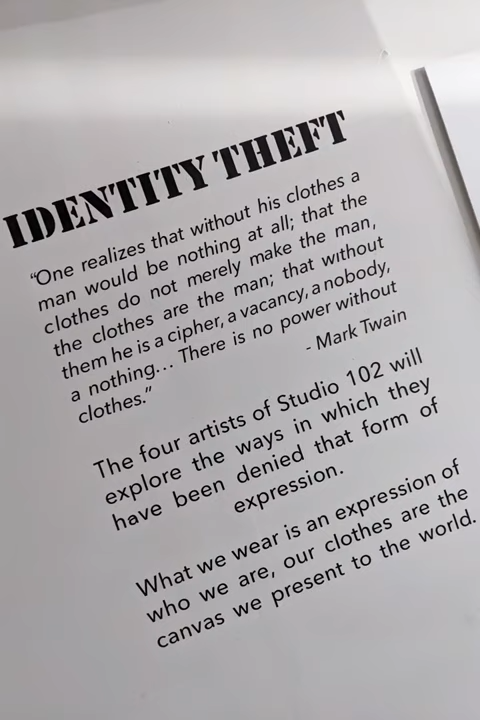 IDENTITY THEFT
“One realizes that without his clothes a
man would be nothing at all; that the
clothes do not merely make the man,
the clothes are the man; that without
them he is a cipher, a vacancy, a nobody,
a nothing... There is no power without
clothes.”
- Mark Twain
The four artists of Studio 102 will
explore the ways in which they
have been denied that form of
expression.
What we wear is an expression of
who we are, our clothes are the
canvas we present to the world.